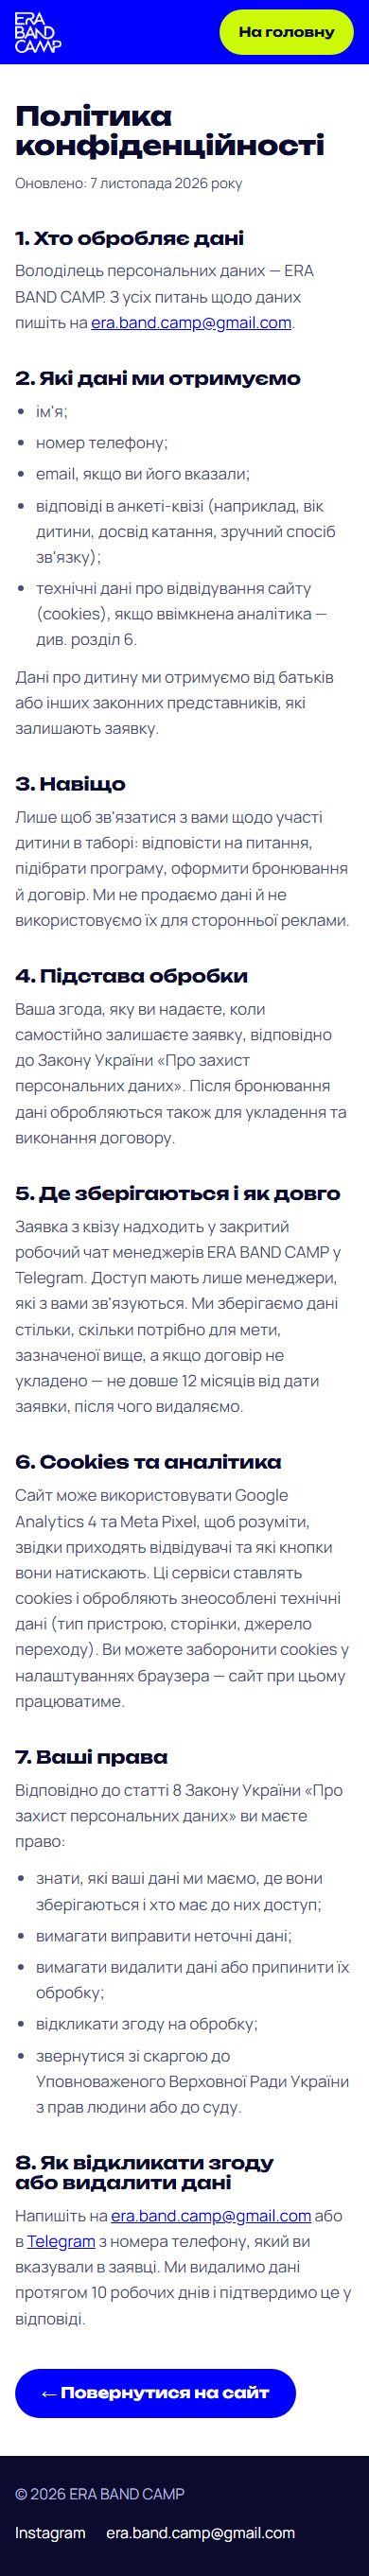 ERA
BAND
CAMP
На головну
Політика
конфіденційності
Оновлено: 7 листопада 2026 року
1. Хто обробляє дані
Володілець персональних даних — ERA
BAND CAMP. З усіх питань щодо даних
пишіть на era.band.camp@gmail.com.
2. Які дані ми отримуємо
• ім'я;
• номер телефону;
• email, якщо ви його вказали;
• відповіді в анкеті-квізі (наприклад, вік
дитини, досвід катання, зручний спосіб
зв'язку);
• технічні дані про відвідування сайту
(cookies), якщо ввімкнена аналітика —
див. розділ 6.
Дані про дитину ми отримуємо від батьків
або інших законних представників, які
залишають заявку.
3. Навіщо
Лише щоб зв'язатися з вами щодо участі
дитини в таборі: відповісти на питання,
підібрати програму, оформити бронювання
й договір. Ми не продаємо дані й не
використовуємо їх для сторонньої реклами.
4. Підстава обробки
Ваша згода, яку ви надаєте, коли
самостійно залишаєте заявку, відповідно
до Закону України «Про захист
персональних даних». Після бронювання
дані обробляються також для укладення та
виконання договору.
5. Де зберігаються і як довго
Заявка з квізу надходить у закритий
робочий чат менеджерів ERA BAND CAMP у
Telegram. Доступ мають лише менеджери,
які з вами зв'язуються. Ми зберігаємо дані
стільки, скільки потрібно для мети,
зазначеної вище, а якщо договір не
укладено — не довше 12 місяців від дати
заявки, після чого видаляємо.
6. Cookies та аналітика
Сайт може використовувати Google
Analytics 4 та Meta Pixel, щоб розуміти,
звідки приходять відвідувачі та які кнопки
вони натискають. Ці сервіси ставлять
cookies і обробляють знеособлені технічні
дані (тип пристрою, сторінки, джерело
переходу). Ви можете заборонити cookies у
налаштуваннях браузера — сайт при цьому
працюватиме.
7. Ваші права
Відповідно до статті 8 Закону України «Про
захист персональних даних» ви маєте
право:
• знати, які ваші дані ми маємо, де вони
зберігаються і хто має до них доступ;
• вимагати виправити неточні дані;
• вимагати видалити дані або припинити їх
обробку;
• відкликати згоду на обробку;
• звернутися зі скаргою до
Уповноваженого Верховної Ради України
з прав людини або до суду.
8. Як відкликати згоду
або видалити дані
Напишіть на era.band.camp@gmail.com або
в Telegram з номера телефону, який ви
вказували в заявці. Ми видалимо дані
протягом 10 робочих днів і підтвердимо це у
відповіді.
← Повернутися на сайт
© 2026 ERA BAND CAMP
Instagram era.band.camp@gmail.com